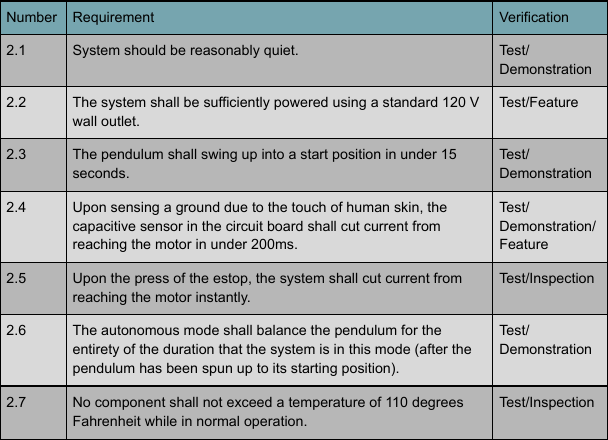 Number Requirement Verification
2.1 System should be reasonably quiet. Test/
Demonstration
2.2 The system shall be sufficiently powered using a standard 120 V Test/Feature
wall outlet.
2.3 The pendulum shall swing up into a start position in under 15 Test/
seconds. Demonstration
2.4 Upon sensing a ground due to the touch of human skin, the Test/
capacitive sensor in the circuit board shall cut current from Demonstration/
reaching the motor in under 200ms. Feature
2.5 Upon the press of the estop, the system shall cut current from Test/Inspection
reaching the motor instantly.
2.6 The autonomous mode shall balance the pendulum for the Test/
entirety of the duration that the system is in this mode (after the Demonstration
pendulum has been spun up to its starting position).
2.7 No component shall not exceed a temperature of 110 degrees Test/Inspection
Fahrenheit while in normal operation.